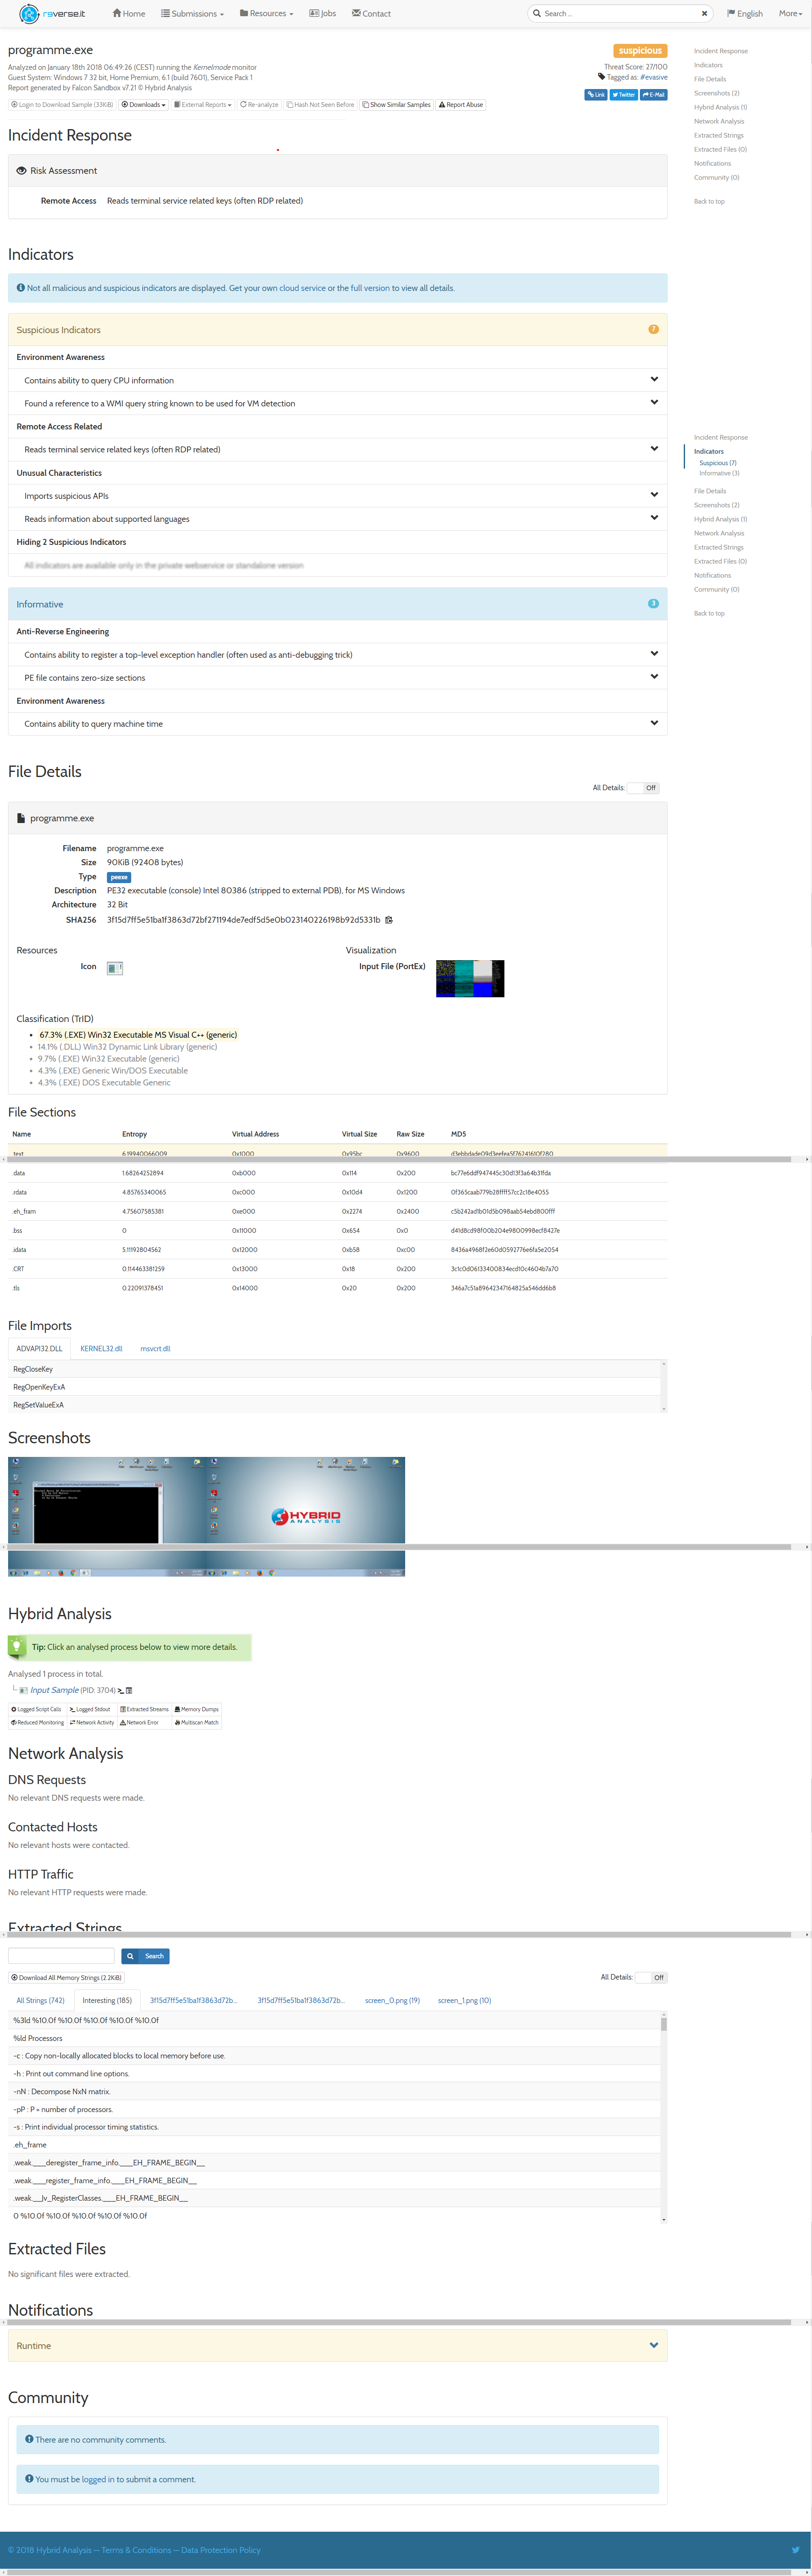 reverse.it
Home Submissions Resources Jobs Contact Search ... English More
programme.exe
suspicious
Analyzed on January 18th 2018 06:49:26 (CEST) running the Kernelmode monitor
Guest System: Windows 7 32 bit, Home Premium, 6.1 (build 7601), Service Pack 1
Report generated by Falcon Sandbox v7.21 © Hybrid Analysis
Threat Score: 27/100
Tagged as: #evasive
Link Twitter E-Mail
Login to Download Sample (33KiB) Downloads External Reports Re-analyze Hash Not Seen Before Show Similar Samples Report Abuse
Incident Response
Indicators
File Details
Screenshots (2)
Hybrid Analysis (1)
Network Analysis
Extracted Strings
Extracted Files (0)
Notifications
Community (0)
Back to top
Incident Response
Risk Assessment
Remote Access Reads terminal service related keys (often RDP related)
Indicators
Not all malicious and suspicious indicators are displayed. Get your own cloud service or the full version to view all details.
Suspicious Indicators 7
Environment Awareness
Contains ability to query CPU information
Found a reference to a WMI query string known to be used for VM detection
Remote Access Related
Reads terminal service related keys (often RDP related)
Unusual Characteristics
Imports suspicious APIs
Reads information about supported languages
Hiding 2 Suspicious Indicators
All indicators are available only in the private webservice or standalone version
Incident Response
Indicators
Suspicious (7)
Informative (3)
File Details
Screenshots (2)
Hybrid Analysis (1)
Network Analysis
Extracted Strings
Extracted Files (0)
Notifications
Community (0)
Back to top
Informative 3
Anti-Reverse Engineering
Contains ability to register a top-level exception handler (often used as anti-debugging trick)
PE file contains zero-size sections
Environment Awareness
Contains ability to query machine time
File Details
All Details: Off
programme.exe
Filename programme.exe
Size 90KiB (92408 bytes)
Type peexe
Description PE32 executable (console) Intel 80386 (stripped to external PDB), for MS Windows
Architecture 32 Bit
SHA256 3f15d7ff5e51ba1f3863d72bf271194de7edf5d5e0b023140226198b92d5331b
Resources
Icon
Visualization
Input File (PortEx)
Classification (TrID)
67.3% (.EXE) Win32 Executable MS Visual C++ (generic)
14.1% (.DLL) Win32 Dynamic Link Library (generic)
9.7% (.EXE) Win32 Executable (generic)
4.3% (.EXE) Generic Win/DOS Executable
4.3% (.EXE) DOS Executable Generic
File Sections
Name Entropy Virtual Address Virtual Size Raw Size MD5
.text 6.19940066009 0x1000 0x95bc 0x9600 d3ebbdade09d3eefea5f76241610f280
.data 1.68264252894 0xb000 0x114 0x200 bc77e6ddf947445c30d13f3a64b31fda
.rdata 4.85765340065 0xc000 0x10d4 0x1200 0f365caab779b28ffff57cc2c18e4055
.eh_fram 4.75607585381 0xe000 0x2274 0x2400 c5b242ad1b01d5b098aab54ebd800fff
.bss 0 0x11000 0x654 0x0 d41d8cd98f00b204e9800998ecf8427e
.idata 5.11192804562 0x12000 0xb58 0xc00 8436a4968f2e60d0592776e6fa5e2054
.CRT 0.114463381259 0x13000 0x18 0x200 3c1c0d06133400834ecd10c4604b7a70
.tls 0.22091378451 0x14000 0x20 0x200 346a7c51a89642347164825a546dd6b8
File Imports
ADVAPI32.DLL KERNEL32.dll msvcrt.dll
RegCloseKey
RegOpenKeyExA
RegSetValueExA
Screenshots
HYBRID
ANALYSIS
Hybrid Analysis
Tip: Click an analysed process below to view more details.
Analysed 1 process in total.
Input Sample (PID: 3704)
Logged Script Calls Logged Stdout Extracted Streams Memory Dumps
Reduced Monitoring Network Activity Network Error Multiscan Match
Network Analysis
DNS Requests
No relevant DNS requests were made.
Contacted Hosts
No relevant hosts were contacted.
HTTP Traffic
No relevant HTTP requests were made.
Extracted Strings
Search
Download All Memory Strings (2.2KiB)
All Details: Off
All Strings (742) Interesting (185) 3f15d7ff5e51ba1f3863d72b... 3f15d7ff5e51ba1f3863d72b... screen_0.png (19) screen_1.png (10)
%3ld %10.0f %10.0f %10.0f %10.0f %10.0f
%ld Processors
-c : Copy non-locally allocated blocks to local memory before use.
-h : Print out command line options.
-nN : Decompose NxN matrix.
-pP : P = number of processors.
-s : Print individual processor timing statistics.
.eh_frame
.weak.___deregister_frame_info.___EH_FRAME_BEGIN__
.weak.___register_frame_info.___EH_FRAME_BEGIN__
.weak.__Jv_RegisterClasses.___EH_FRAME_BEGIN__
0 %10.0f %10.0f %10.0f %10.0f %10.0f
Extracted Files
No significant files were extracted.
Notifications
Runtime
Community
There are no community comments.
You must be logged in to submit a comment.
© 2018 Hybrid Analysis — Terms & Conditions — Data Protection Policy